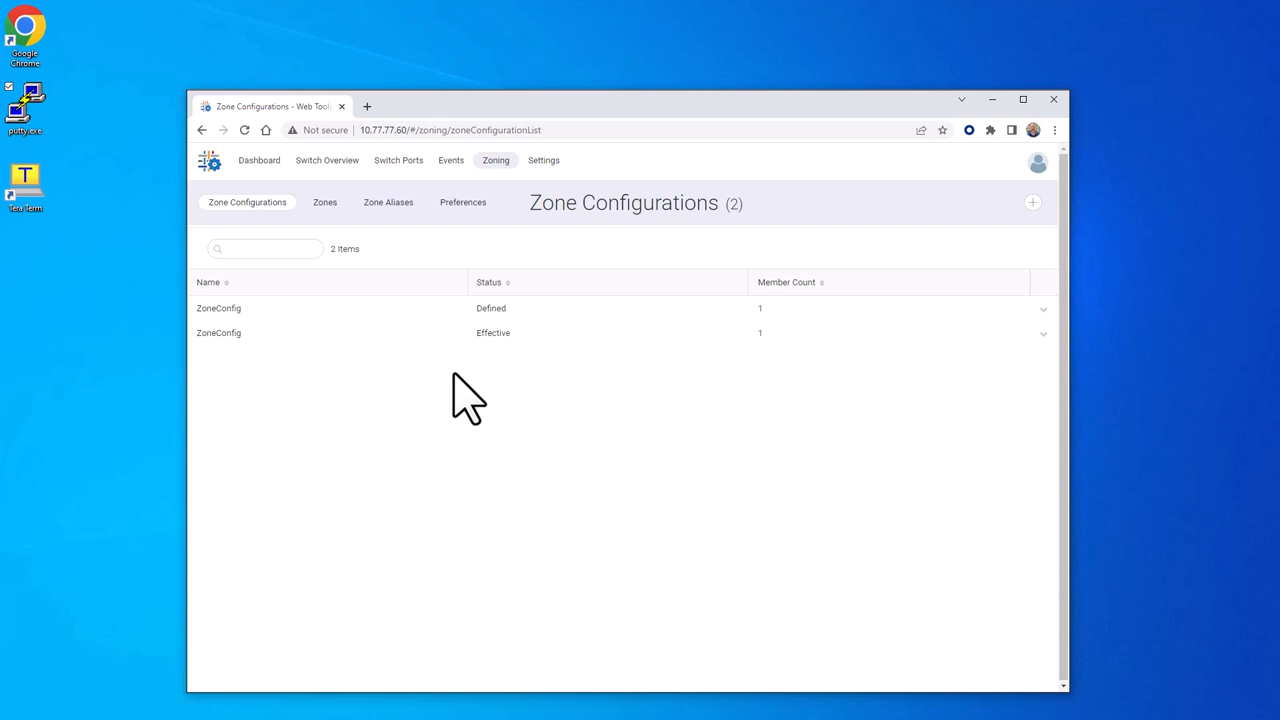 Google
Chrome
putty.exe
Tera Term
Zone Configurations - Web Tools
Not secure
10.77.77.60/#/zoning/zoneConfigurationList
Dashboard
Switch Overview
Switch Ports
Events
Zoning
Settings
Zone Configurations
Zones
Zone Aliases
Preferences
Zone Configurations (2)
2 Items
Name
Status
Member Count
ZoneConfig
Defined
1
ZoneConfig
Effective
1